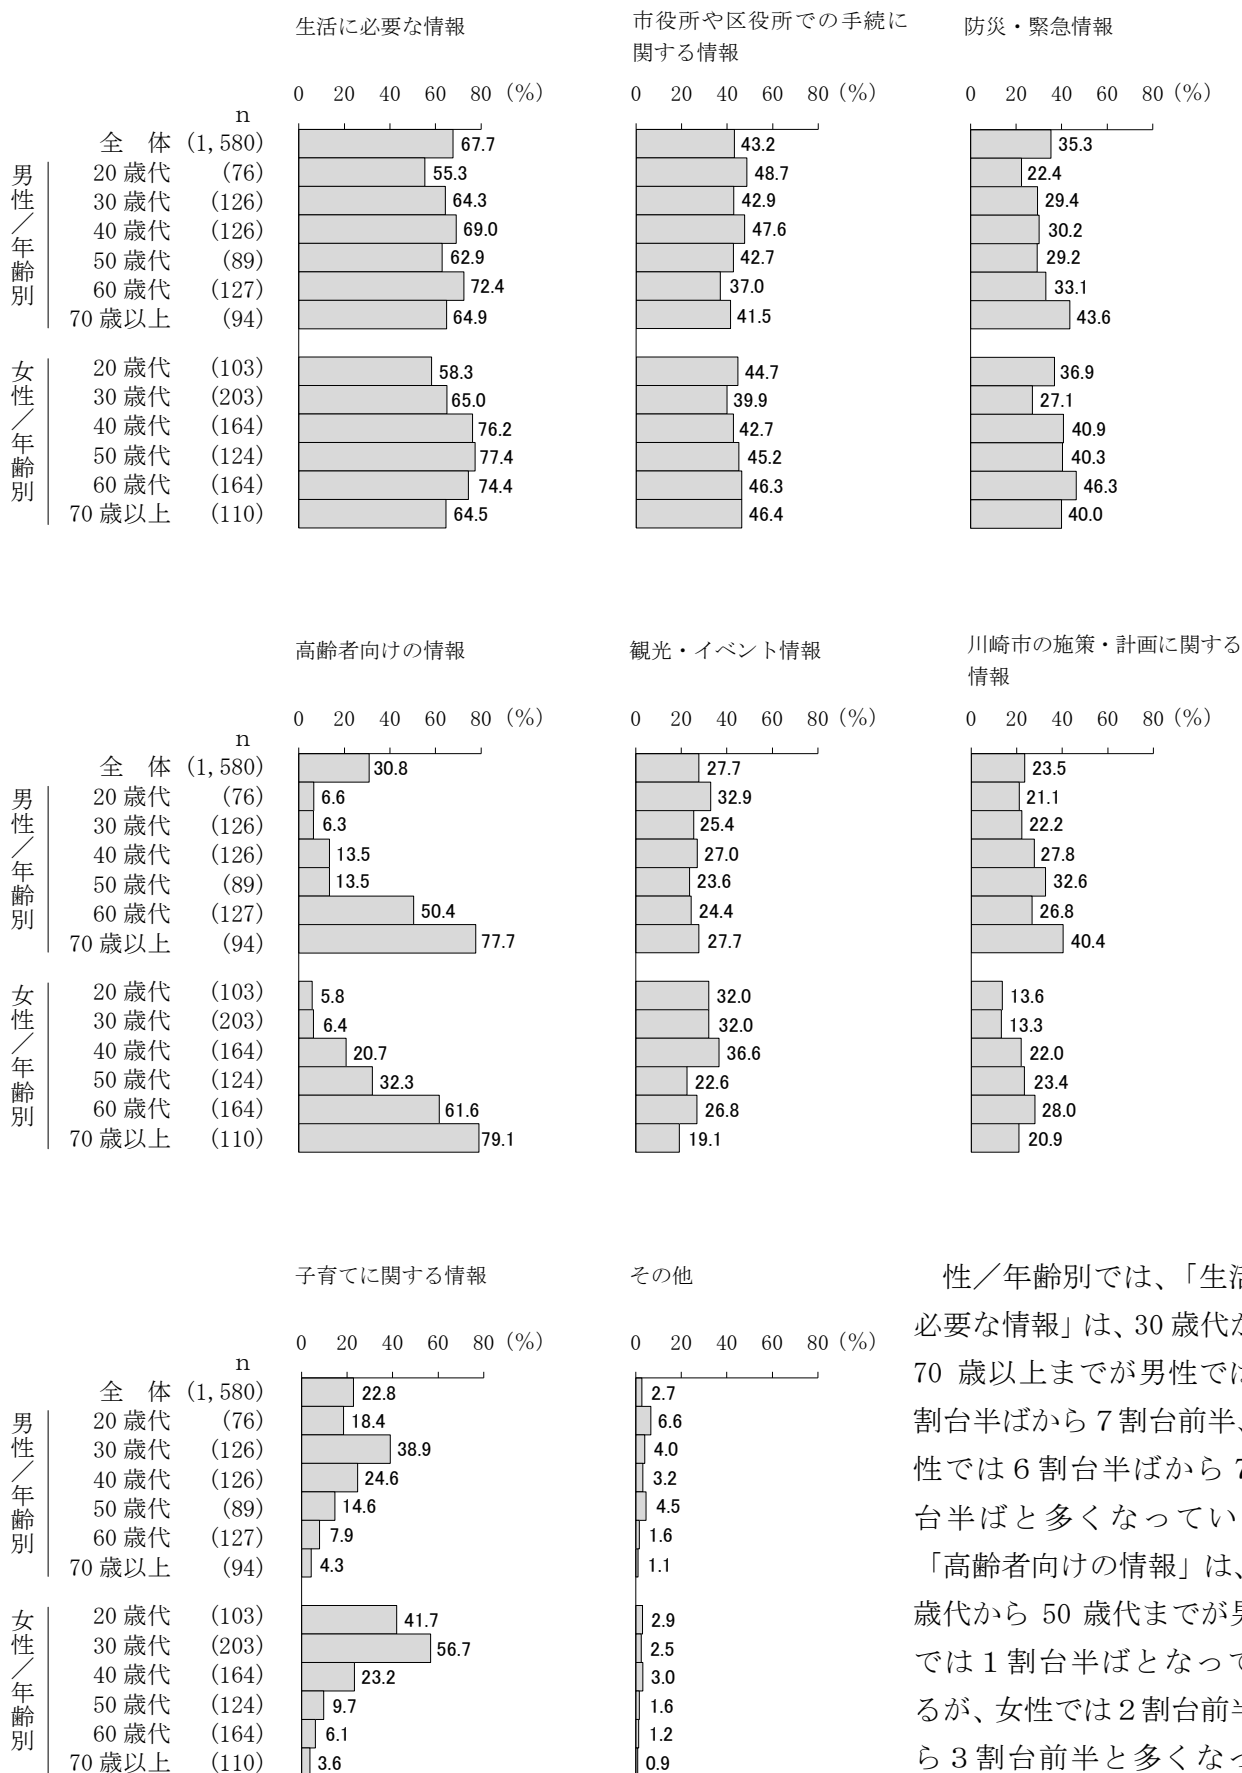 生活に必要な情報
0 20 40 60 80 (%)
n
全 体 (1,580) 67.7
男性／年齢別
20 歳代 (76) 55.3
30 歳代 (126) 64.3
40 歳代 (126) 69.0
50 歳代 (89) 62.9
60 歳代 (127) 72.4
70 歳以上 (94) 64.9
女性／年齢別
20 歳代 (103) 58.3
30 歳代 (203) 65.0
40 歳代 (164) 76.2
50 歳代 (124) 77.4
60 歳代 (164) 74.4
70 歳以上 (110) 64.5
市役所や区役所での手続に
関する情報
0 20 40 60 80 (%)
43.2
48.7
42.9
47.6
42.7
37.0
41.5
44.7
39.9
42.7
45.2
46.3
46.4
防災・緊急情報
0 20 40 60 80 (%)
35.3
22.4
29.4
30.2
29.2
33.1
43.6
36.9
27.1
40.9
40.3
46.3
40.0
高齢者向けの情報
0 20 40 60 80 (%)
n
全 体 (1,580) 30.8
男性／年齢別
20 歳代 (76) 6.6
30 歳代 (126) 6.3
40 歳代 (126) 13.5
50 歳代 (89) 13.5
60 歳代 (127) 50.4
70 歳以上 (94) 77.7
女性／年齢別
20 歳代 (103) 5.8
30 歳代 (203) 6.4
40 歳代 (164) 20.7
50 歳代 (124) 32.3
60 歳代 (164) 61.6
70 歳以上 (110) 79.1
観光・イベント情報
0 20 40 60 80 (%)
27.7
32.9
25.4
27.0
23.6
24.4
27.7
32.0
32.0
36.6
22.6
26.8
19.1
川崎市の施策・計画に関する
情報
0 20 40 60 80 (%)
23.5
21.1
22.2
27.8
32.6
26.8
40.4
13.6
13.3
22.0
23.4
28.0
20.9
子育てに関する情報
0 20 40 60 80 (%)
n
全 体 (1,580) 22.8
男性／年齢別
20 歳代 (76) 18.4
30 歳代 (126) 38.9
40 歳代 (126) 24.6
50 歳代 (89) 14.6
60 歳代 (127) 7.9
70 歳以上 (94) 4.3
女性／年齢別
20 歳代 (103) 41.7
30 歳代 (203) 56.7
40 歳代 (164) 23.2
50 歳代 (124) 9.7
60 歳代 (164) 6.1
70 歳以上 (110) 3.6
その他
0 20 40 60 80 (%)
2.7
6.6
4.0
3.2
4.5
1.6
1.1
2.9
2.5
3.0
1.6
1.2
0.9
性／年齢別では、「生活
必要な情報」は、30 歳代
70 歳以上までが男性では
割台半ばから７割台前半、
性では６割台半ばから７
台半ばと多くなってい
「高齢者向けの情報」は、
歳代から 50 歳代までが男
では１割台半ばとなって
るが、女性では２割台前半
ら３割台前半と多くなっ